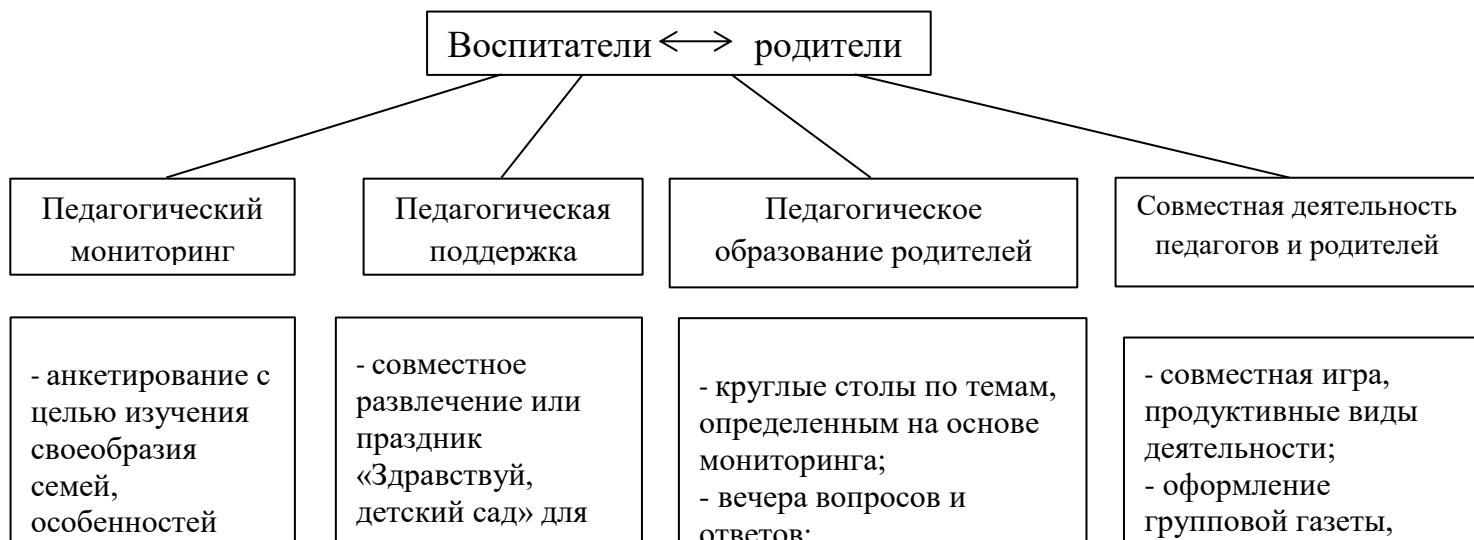 Воспитатели ⟷ родители
Педагогический
мониторинг
Педагогическая
поддержка
Педагогическое
образование родителей
Совместная деятельность
педагогов и родителей
- анкетирование с
целью изучения
своеобразия
семей,
особенностей
- совместное
развлечение или
праздник
«Здравствуй,
детский сад» для
- круглые столы по темам,
определенным на основе
мониторинга;
- вечера вопросов и
ответов;
- совместная игра,
продуктивные виды
деятельности;
- оформление
групповой газеты,